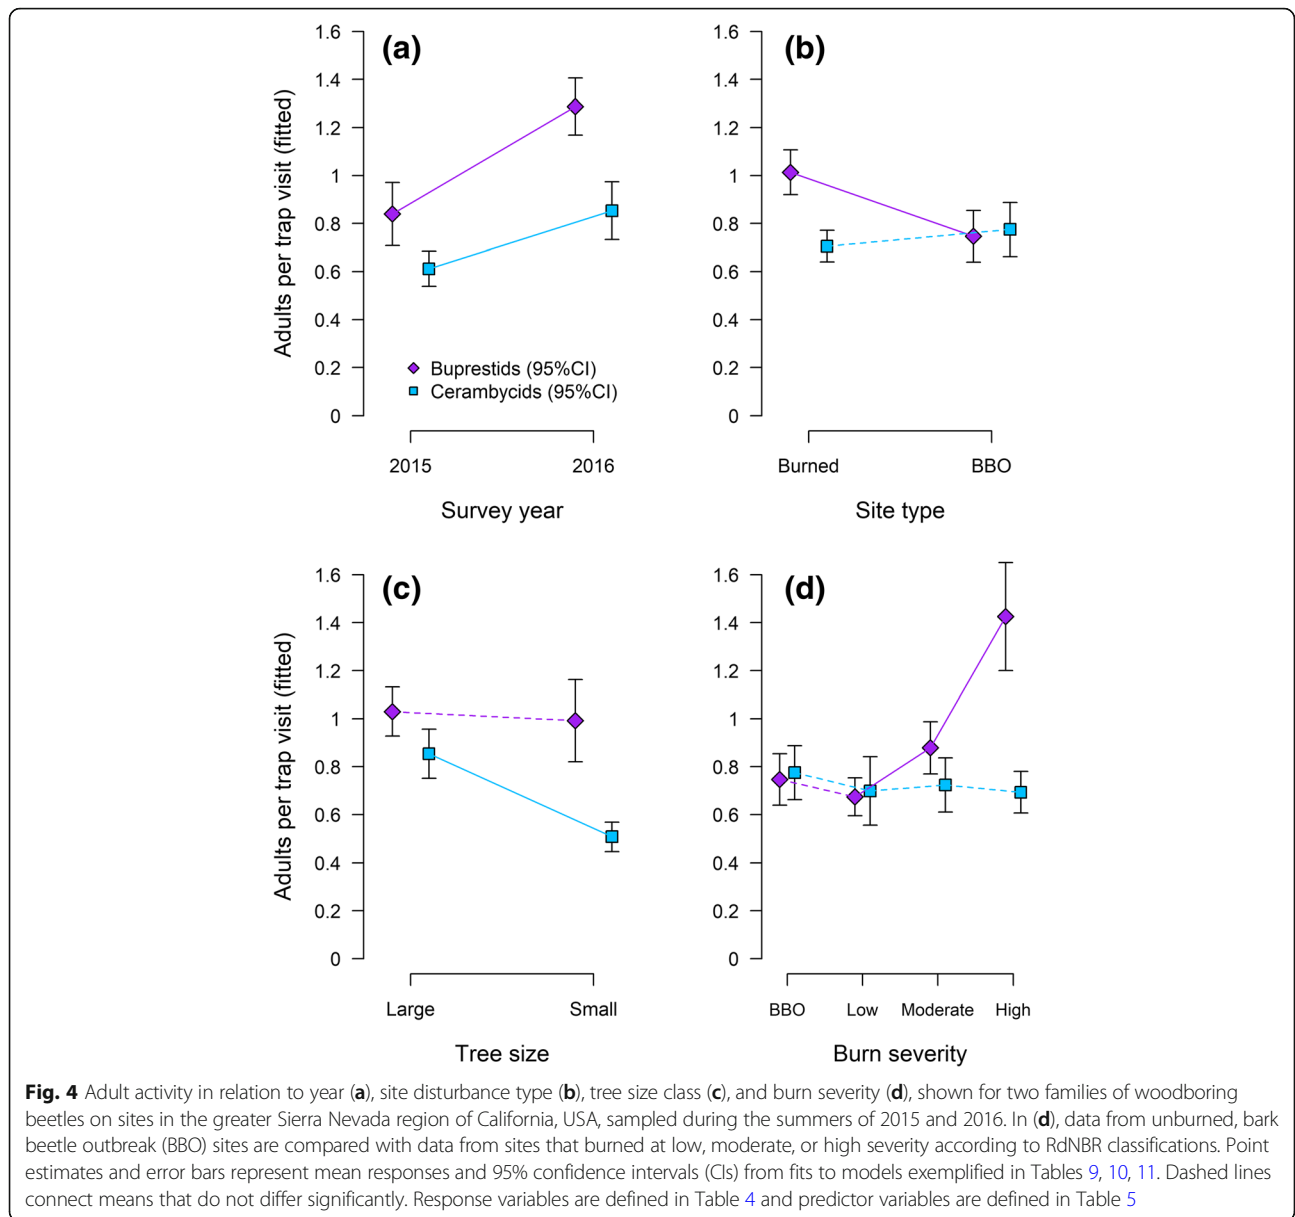 (a)
1.6
1.4
1.2
1
0.8
0.6
0.4
0.2
0
Adults per trap visit (fitted)
Buprestids (95%CI)
Cerambycids (95%CI)
2015 2016
Survey year
(b)
1.6
1.4
1.2
1
0.8
0.6
0.4
0.2
0
Burned BBO
Site type
(c)
1.6
1.4
1.2
1
0.8
0.6
0.4
0.2
0
Adults per trap visit (fitted)
Large Small
Tree size
(d)
1.6
1.4
1.2
1
0.8
0.6
0.4
0.2
0
BBO Low Moderate High
Burn severity
Fig. 4 Adult activity in relation to year (a), site disturbance type (b), tree size class (c), and burn severity (d), shown for two families of woodboring
beetles on sites in the greater Sierra Nevada region of California, USA, sampled during the summers of 2015 and 2016. In (d), data from unburned, bark
beetle outbreak (BBO) sites are compared with data from sites that burned at low, moderate, or high severity according to RdNBR classifications. Point
estimates and error bars represent mean responses and 95% confidence intervals (CIs) from fits to models exemplified in Tables 9, 10, 11. Dashed lines
connect means that do not differ significantly. Response variables are defined in Table 4 and predictor variables are defined in Table 5